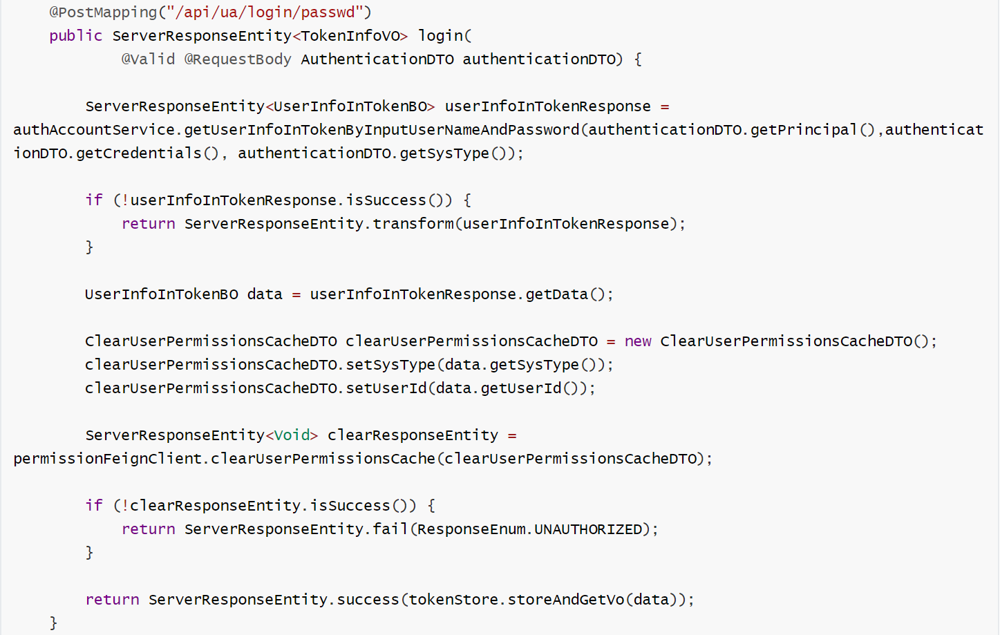 @PostMapping("/api/ua/login/passwd")
public ServerResponseEntity<TokenInfoVO> login(
@Valid @RequestBody AuthenticationDTO authenticationDTO) {
ServerResponseEntity<UserInfoInTokenBO> userInfoInTokenResponse =
authAccountService.getUserInfoInTokenByInputUserNameAndPassword(authenticationDTO.getPrincipal(),authenticat
ionDTO.getCredentials(), authenticationDTO.getSysType());
if (!userInfoInTokenResponse.isSuccess()) {
return ServerResponseEntity.transform(userInfoInTokenResponse);
}
UserInfoInTokenBO data = userInfoInTokenResponse.getData();
ClearUserPermissionsCacheDTO clearUserPermissionsCacheDTO = new ClearUserPermissionsCacheDTO();
clearUserPermissionsCacheDTO.setSysType(data.getSysType());
clearUserPermissionsCacheDTO.setUserId(data.getUserId());
ServerResponseEntity<Void> clearResponseEntity =
permissionFeignClient.clearUserPermissionsCache(clearUserPermissionsCacheDTO);
if (!clearResponseEntity.isSuccess()) {
return ServerResponseEntity.fail(ResponseEnum.UNAUTHORIZED);
}
return ServerResponseEntity.success(tokenStore.storeAndGetVo(data));
}